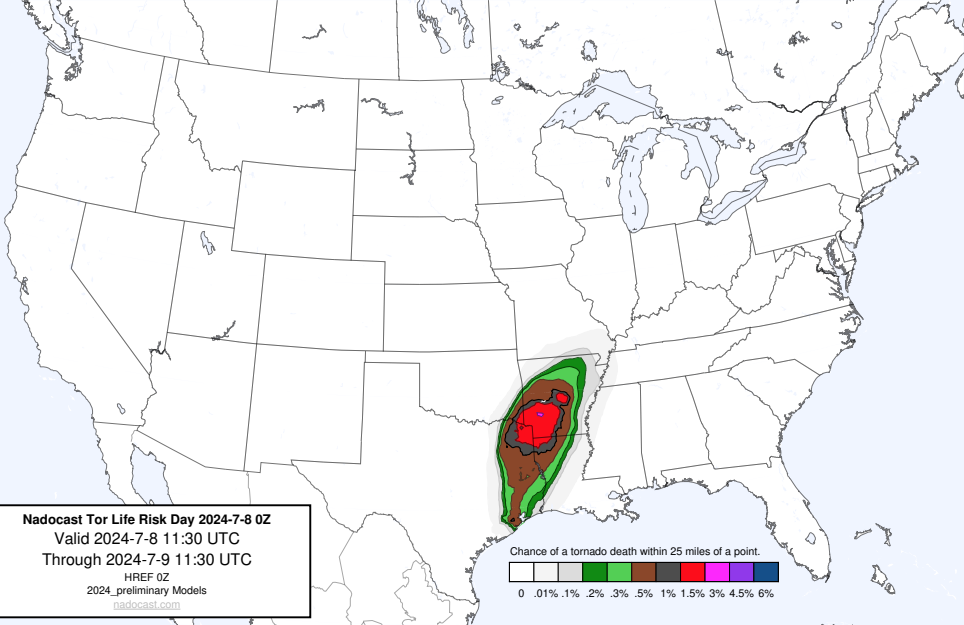 Nadocast Tor Life Risk Day 2024-7-8 0Z
Valid 2024-7-8 11:30 UTC
Through 2024-7-9 11:30 UTC
HREF 0Z
2024_preliminary Models
nadocast.com
Chance of a tornado death within 25 miles of a point.
0 .01% .1% .2% .3% .5% 1% 1.5% 3% 4.5% 6%